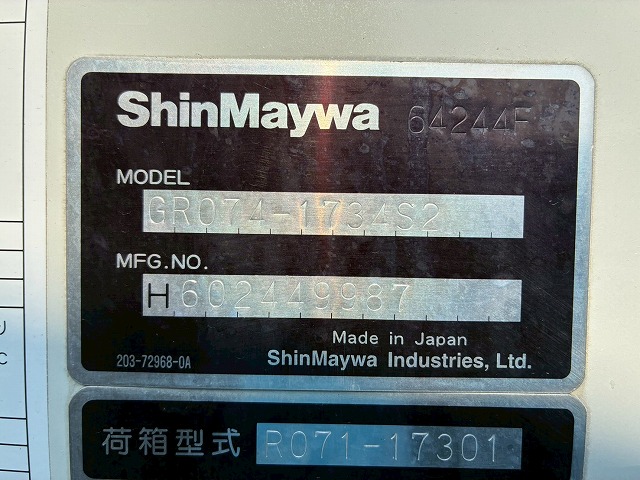 ShinMaywa 64244F
MODEL
GR074-1734S2
MFG.NO.
H602449987
Made in Japan
203-72968-0A ShinMaywa Industries, Ltd.
荷箱型式 R071-17301